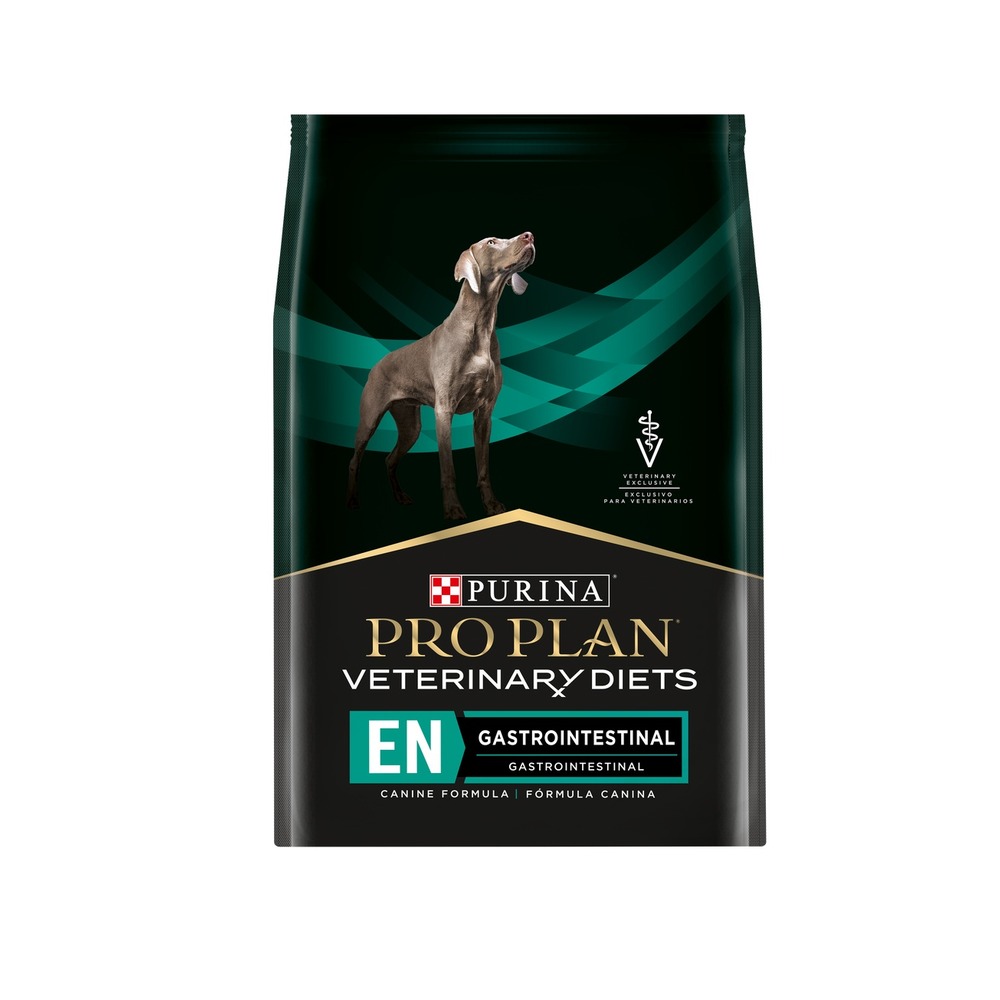 VETERINARY
EXCLUSIVE
EXCLUSIVO
PARA VETERINARIOS
PURINA®
PRO PLAN®
VETERINARY DIETS
EN
GASTROINTESTINAL
GASTROINTESTINAL
CANINE FORMULA | FÓRMULA CANINA